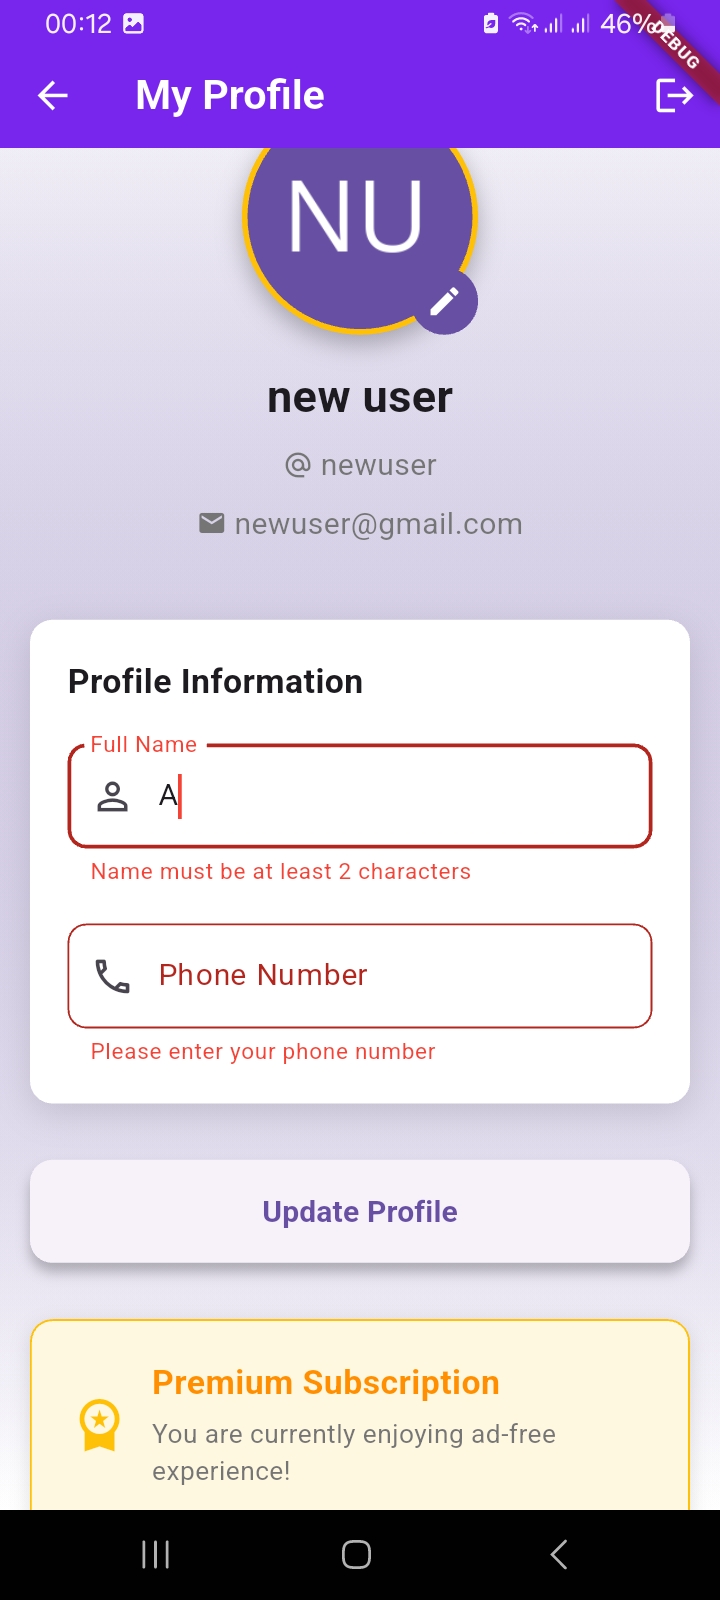 00:12
46%
DEBUG
My Profile
NU
new user
@ newuser
newuser@gmail.com
Profile Information
Full Name
A
Name must be at least 2 characters
Phone Number
Please enter your phone number
Update Profile
Premium Subscription
You are currently enjoying ad-free
experience!